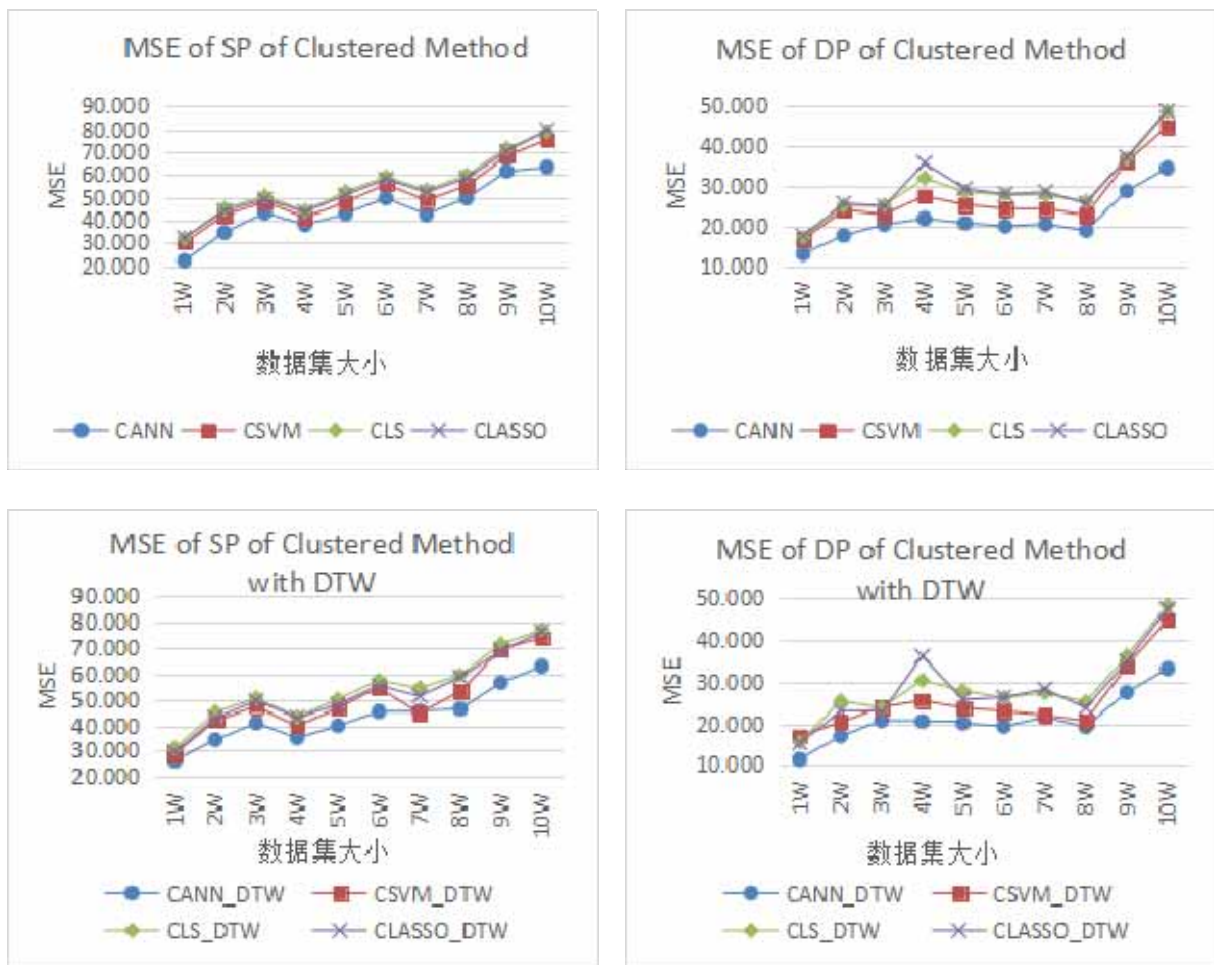 MSE of SP of Clustered Method
90.000
80.000
70.000
60.000
50.000
40.000
30.000
20.000
MSE
1W 2W 3W 4W 5W 6W 7W 8W 9W 10W
数据集大小
CANN CSVM CLS CLASSO
MSE of DP of Clustered Method
50.000
40.000
30.000
20.000
10.000
MSE
1W 2W 3W 4W 5W 6W 7W 8W 9W 10W
数据集大小
CANN CSVM CLS CLASSO
MSE of SP of Clustered Method
with DTW
90.000
80.000
70.000
60.000
50.000
40.000
30.000
20.000
MSE
1W 2W 3W 4W 5W 6W 7W 8W 9W 10W
数据集大小
CANN_DTW CSVM_DTW
CLS_DTW CLASSO_DTW
MSE of DP of Clustered Method
with DTW
50.000
40.000
30.000
20.000
10.000
MSE
1W 2W 3W 4W 5W 6W 7W 8W 9W 10W
数据集大小
CANN_DTW CSVM_DTW
CLS_DTW CLASSO_DTW